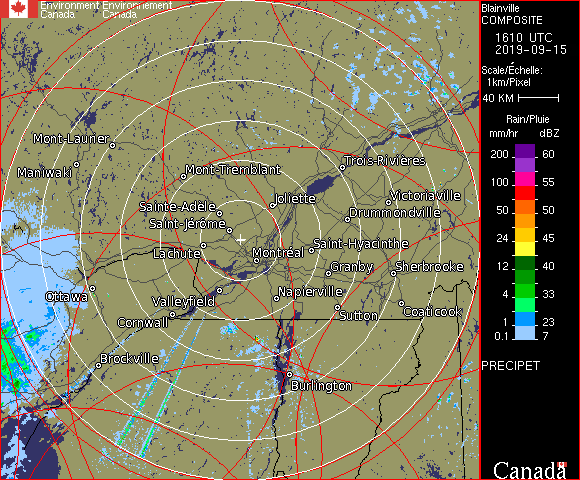 Environment Environnement
Canada Canada
Blainville
COMPOSITE
1610 UTC
2019-09-15
Scale/Échelle:
1km/Pixel
40 KM
Rain/Pluie
mm/hr dBZ
200 60
100 55
50 50
24 45
12 40
4 33
1 23
0.1 7
PRECIPET
Canada
Mont-Laurier
Maniwaki
Mont-Tremblant
Trois-Rivières
Joliette
Victoriaville
Sainte-Adèle
Drummondville
Saint-Jérôme
Lachute
Montréal
Saint-Hyacinthe
Granby
Sherbrooke
Ottawa
Valleyfield
Napierville
Coaticook
Cornwall
Sutton
Brockville
Burlington